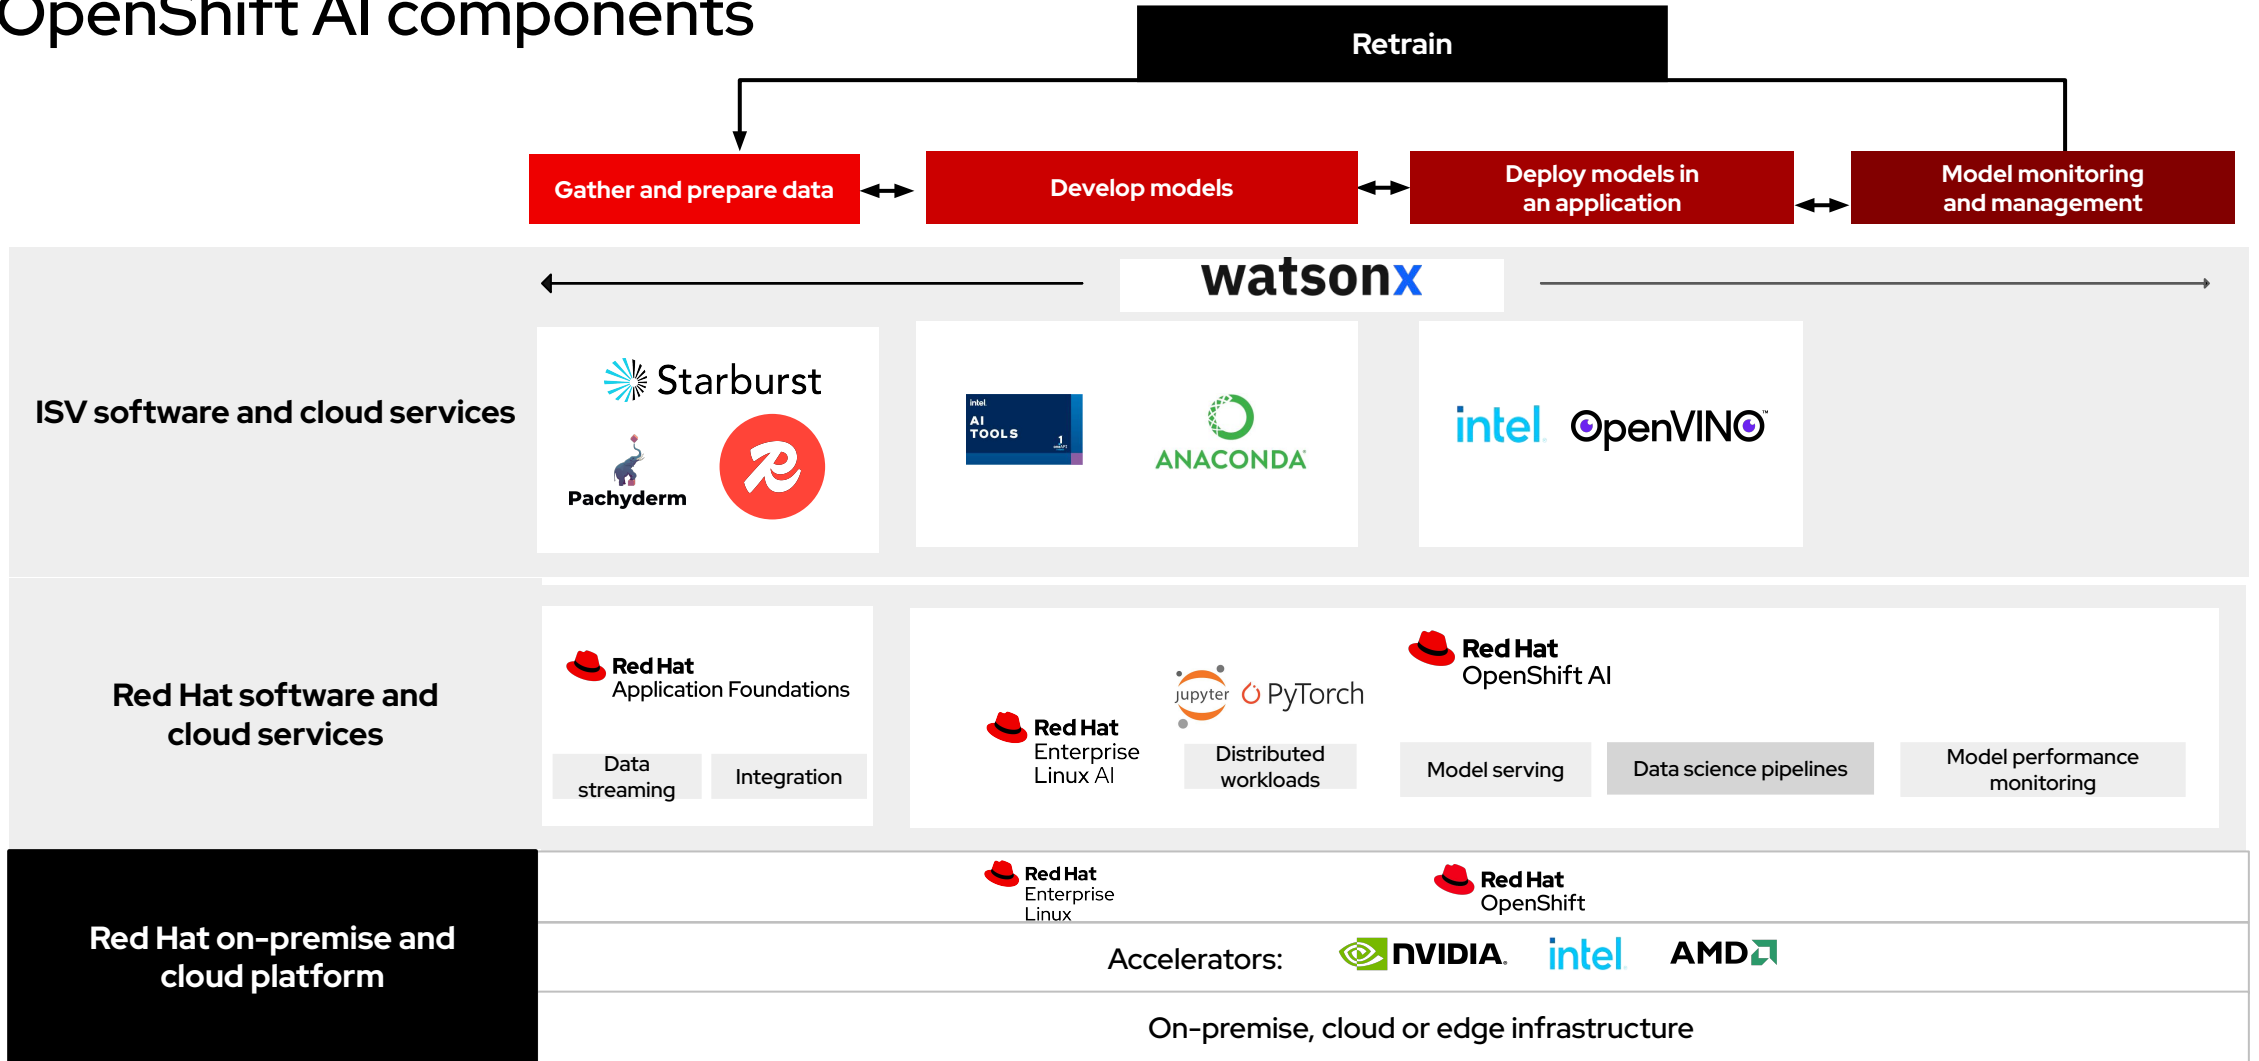 OpenShift AI components
Retrain
Gather and prepare data
Develop models
Deploy models in
an application
Model monitoring
and management
watsonx
ISV software and cloud services
Starburst
Pachyderm
R
intel
AI
TOOLS
1
ANACONDA
intel
OpenVINO™
Red Hat software and
cloud services
Red Hat
Application Foundations
Data
streaming
Integration
Red Hat
Enterprise
Linux AI
jupyter
PyTorch
Distributed
workloads
Red Hat
OpenShift AI
Model serving
Data science pipelines
Model performance
monitoring
Red Hat on-premise and
cloud platform
Red Hat
Enterprise
Linux
Red Hat
OpenShift
Accelerators:
NVIDIA.
intel.
AMD
On-premise, cloud or edge infrastructure